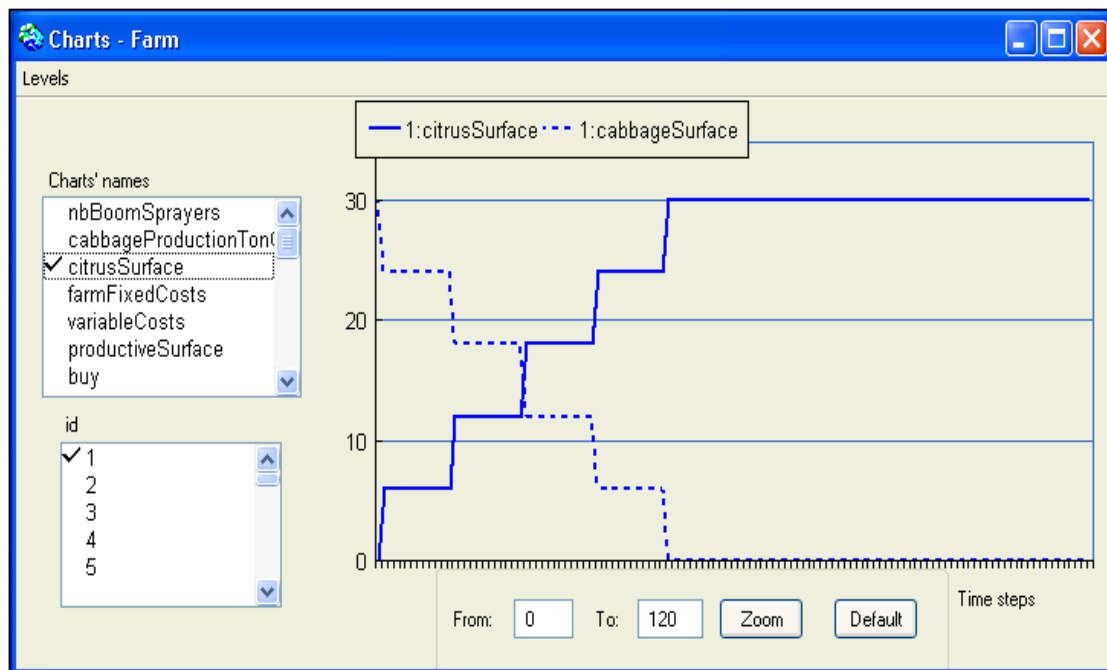 Charts - Farm
Levels
1:citrusSurface 1:cabbageSurface
Charts' names
nbBoomSprayers
cabbageProductionTon
citrusSurface
farmFixedCosts
variableCosts
productiveSurface
buy
id
1
2
3
4
5
30
20
10
0
From: 0 To: 120 Zoom Default
Time steps